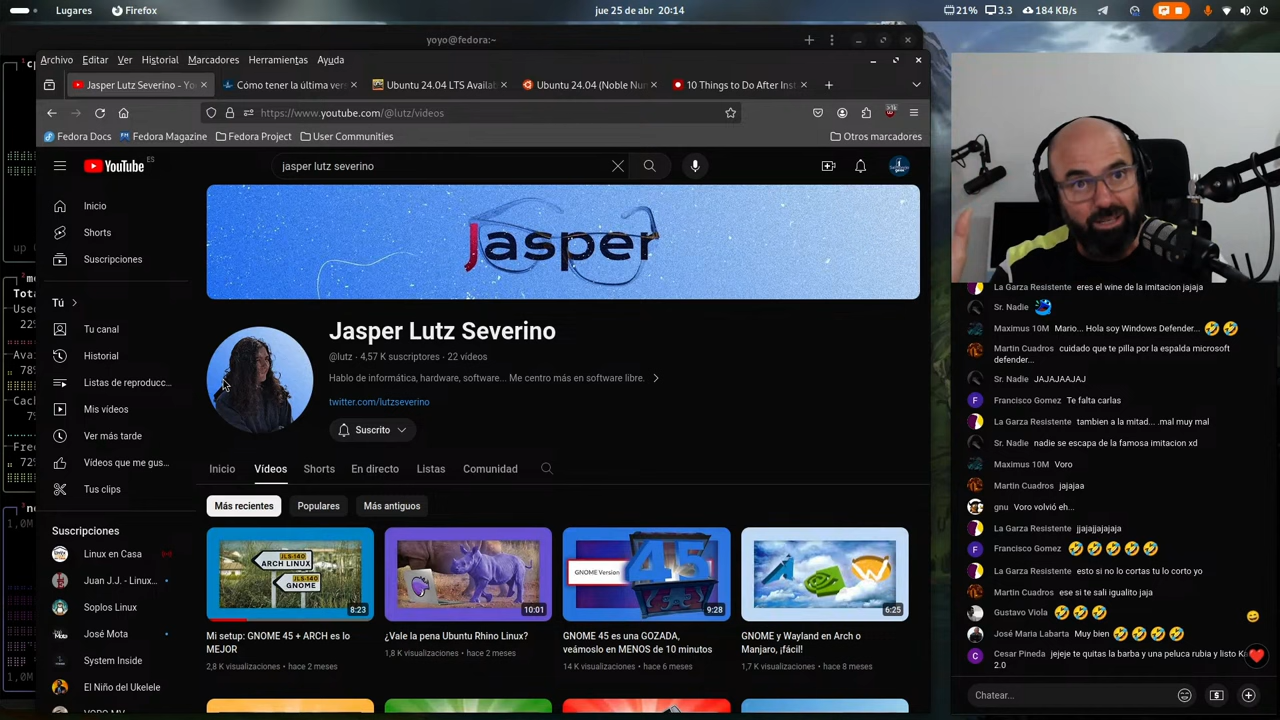 Lugares
Firefox
jue 25 de abr 20:14
21%
3.3
184 KB/s
yoyo@fedora:~
Archivo Editar Ver Historial Marcadores Herramientas Ayuda
Jasper Lutz Severino - Yo
Cómo tener la última vers
Ubuntu 24.04 LTS Availab
Ubuntu 24.04 (Noble Num
10 Things to Do After Inst
https://www.youtube.com/@lutz/videos
Fedora Docs
Fedora Magazine
Fedora Project
User Communities
Otros marcadores
YouTube ES
jasper lutz severino
Inicio
Shorts
Suscripciones
Tú
Tu canal
Historial
Listas de reproducc...
Mis vídeos
Ver más tarde
Vídeos que me gus...
Tus clips
Suscripciones
Linux en Casa
Juan J.J. - Linux...
Soplos Linux
José Mota
System Inside
El Niño del Ukelele
Jasper
Jasper Lutz Severino
@lutz · 4,57 K suscriptores · 22 vídeos
Hablo de informática, hardware, software... Me centro más en software libre.
twitter.com/lutzseverino
Suscrito
Inicio Vídeos Shorts En directo Listas Comunidad
Más recientes
Populares
Más antiguos
JLS-140
ARCH LINUX
JLS-140
GNOME
8:23
Mi setup: GNOME 45 + ARCH es lo
MEJOR
2,8 K visualizaciones · hace 2 meses
10:01
¿Vale la pena Ubuntu Rhino Linux?
1,8 K visualizaciones · hace 2 meses
GNOME Version
45
9:28
GNOME 45 es una GOZADA,
veámoslo en MENOS de 10 minutos
14 K visualizaciones · hace 6 meses
6:25
GNOME y Wayland en Arch o
Manjaro, ¡fácil!
1,7 K visualizaciones · hace 8 meses
La Garza Resistente eres el wine de la imitacion jajaja
Sr. Nadie
Maximus 10M Mario... Hola soy Windows Defender...
Martin Cuadros cuidado que te pilla por la espalda microsoft
defender...
Sr. Nadie JAJAJAAJAJ
Francisco Gomez Te falta carlas
La Garza Resistente tambien a la mitad... .mal muy mal
Sr. Nadie nadie se escapa de la famosa imitacion xd
Maximus 10M Voro
Martin Cuadros jajajaa
gnu Voro volvió eh...
La Garza Resistente jjajajjajajaja
Francisco Gomez
La Garza Resistente esto si no lo cortas tu lo corto yo
Martin Cuadros ese si te sali igualito jaja
Gustavo Viola
José Maria Labarta Muy bien
Cesar Pineda jejeje te quitas la barba y una peluca rubia y listo
2.0
Chatear...